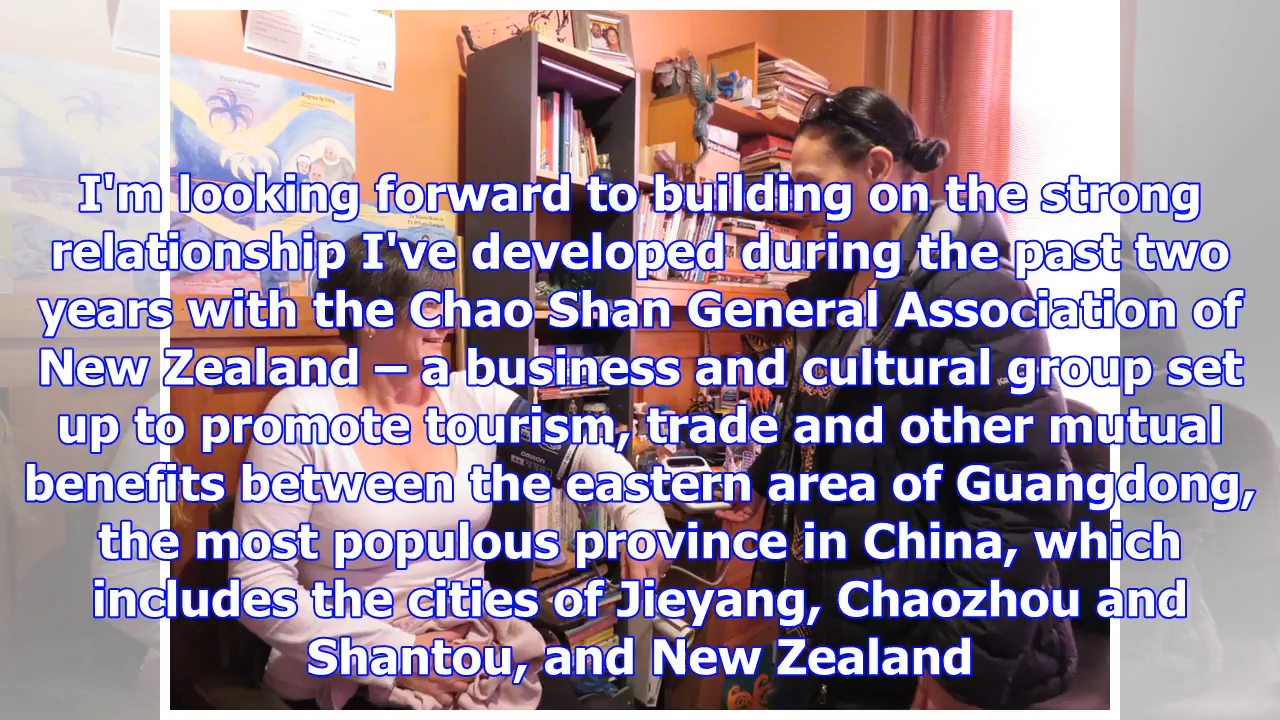 I'm looking forward to building on the strong
relationship I've developed during the past two
years with the Chao Shan General Association of
New Zealand – a business and cultural group set
up to promote tourism, trade and other mutual
benefits between the eastern area of Guangdong,
the most populous province in China, which
includes the cities of Jieyang, Chaozhou and
Shantou, and New Zealand
omron